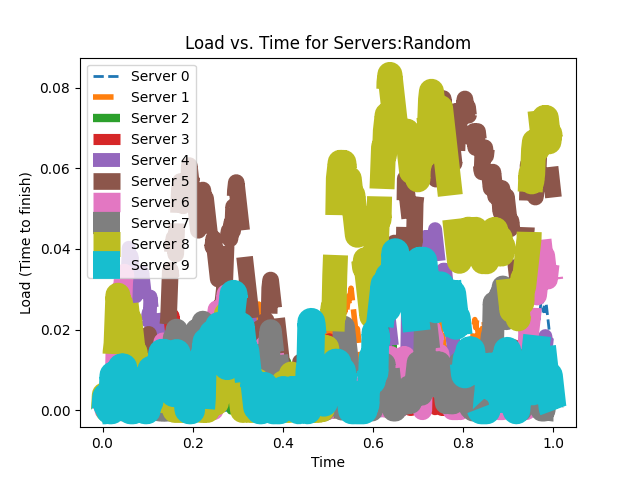 Load vs. Time for Servers:Random
Load (Time to finish)
0.08
0.06
0.04
0.02
0.00
Server 0
Server 1
Server 2
Server 3
Server 4
Server 5
Server 6
Server 7
Server 8
Server 9
0.0 0.2 0.4 0.6 0.8 1.0
Time